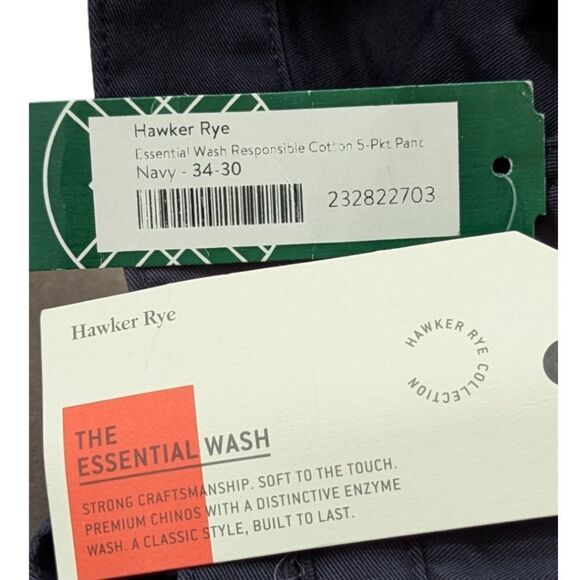 Hawker Rye
Essential Wash Responsible Cotton 5-Pkt Panc
Navy - 34-30
232822703
Hawker Rye
HAWKER RYE COLLECTION
THE
ESSENTIAL WASH
STRONG CRAFTSMANSHIP. SOFT TO THE TOUCH.
PREMIUM CHINOS WITH A DISTINCTIVE ENZYME
WASH. A CLASSIC STYLE, BUILT TO LAST.